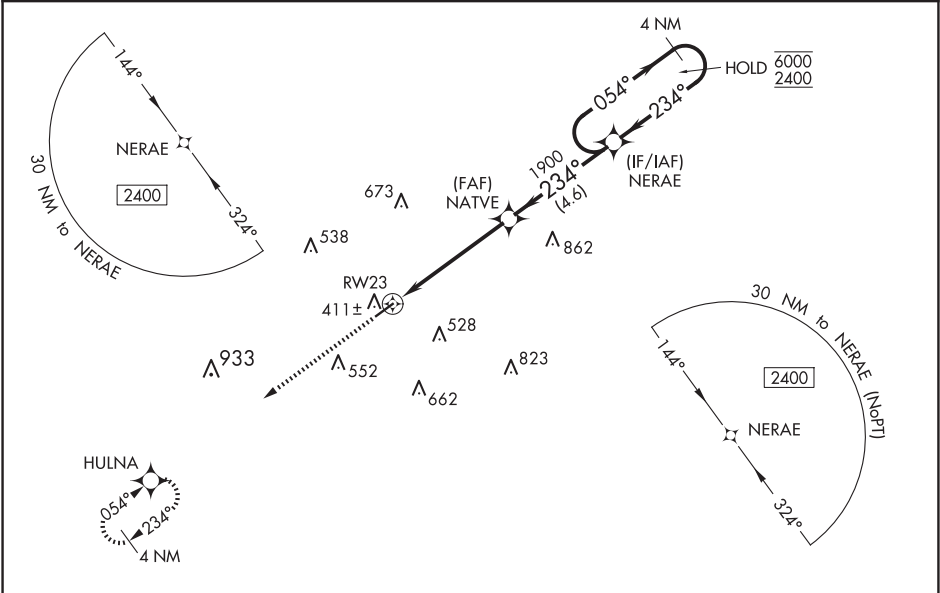 4 NM
HOLD 6000
2400
054°
234°
(IF/IAF)
NERAE
1900
234°
(4.6)
(FAF)
NATVE
144°
NERAE
2400
324°
30 NM to NERAE
673
538
862
RW23
411±
528
933
552
662
823
30 NM to NERAE (NoPT)
144°
2400
NERAE
324°
HULNA
054°
234°
4 NM